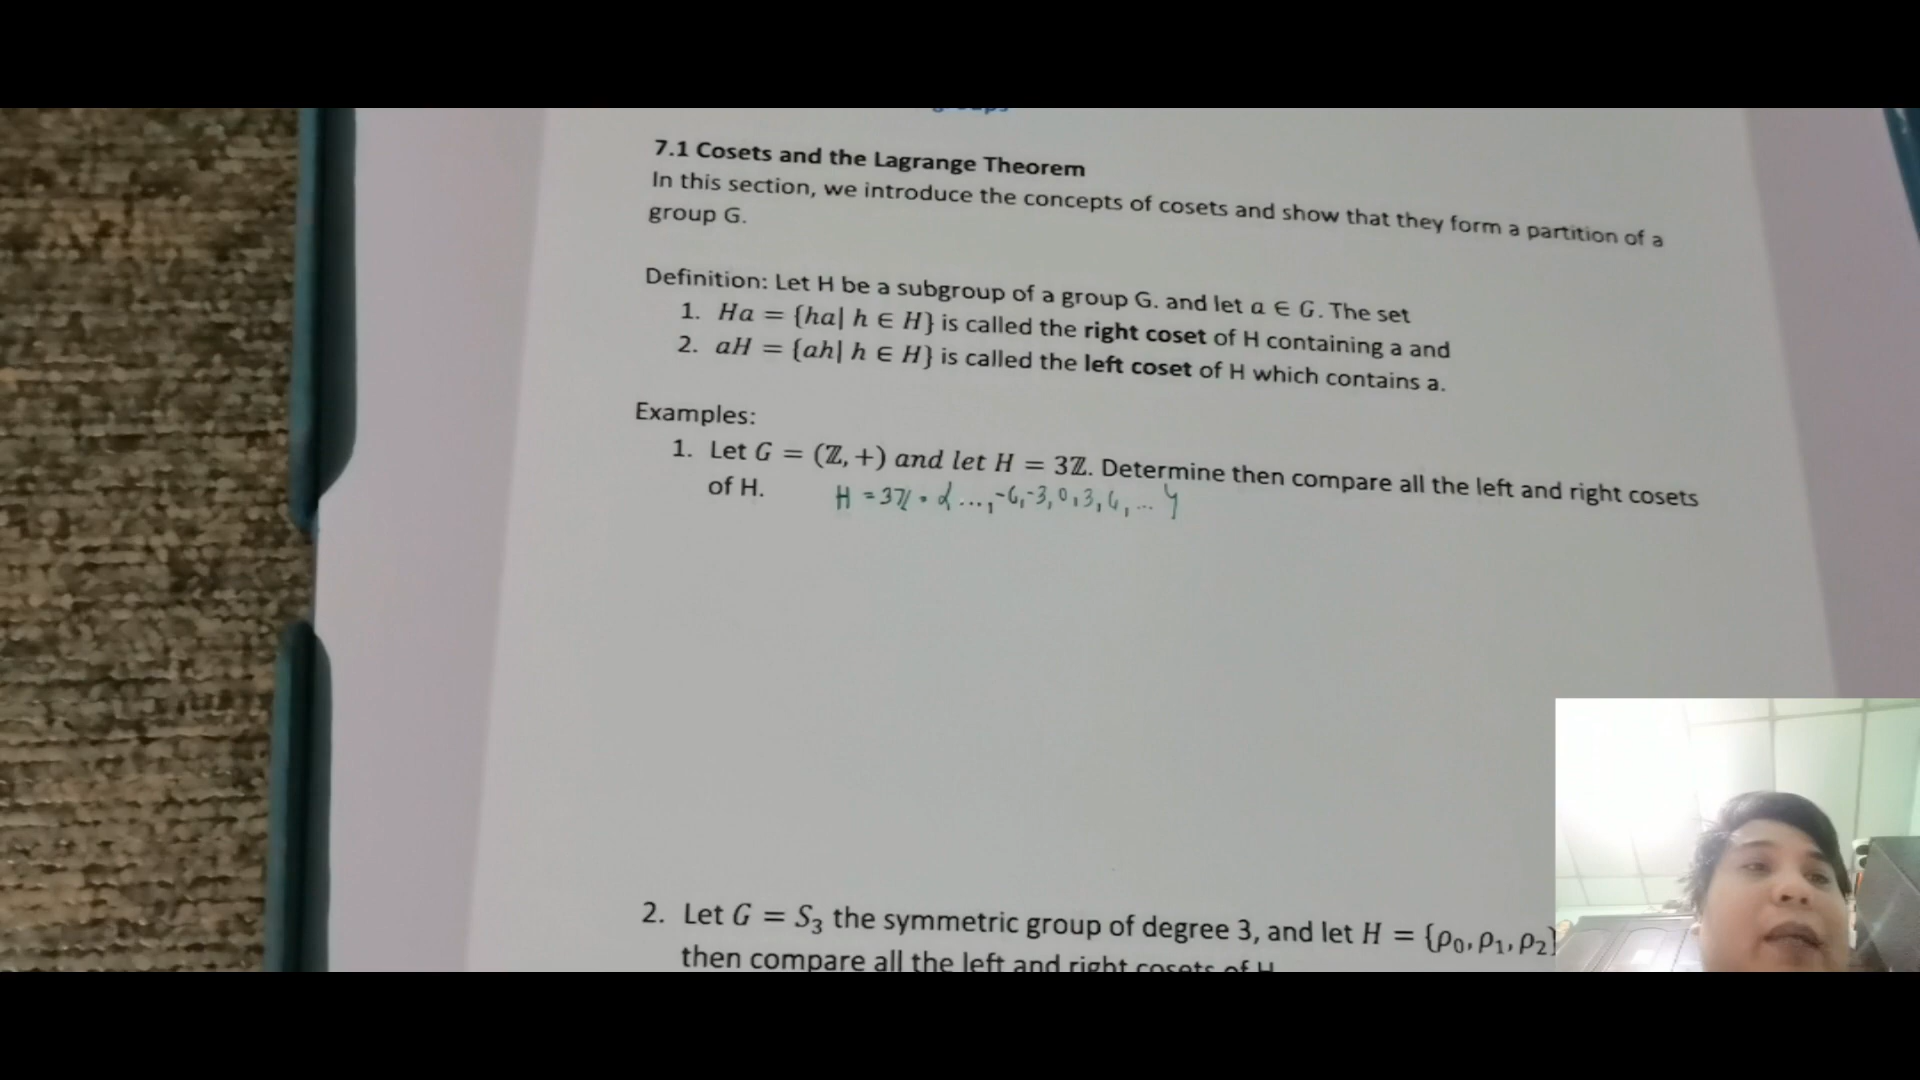 7.1 Cosets and the Lagrange Theorem
In this section, we introduce the concepts of cosets and show that they form a partition of a
group G.
Definition: Let H be a subgroup of a group G. and let a ∈ G. The set
1. Ha = {ha| h ∈ H} is called the right coset of H containing a and
2. aH = {ah| h ∈ H} is called the left coset of H which contains a.
Examples:
1. Let G = (ℤ, +) and let H = 3ℤ. Determine then compare all the left and right cosets
of H.
H = 3ℤ = {..., -6, -3, 0, 3, 6, ... }
2. Let G = S₃ the symmetric group of degree 3, and let H = {ρ₀, ρ₁, ρ₂}
then compare all the left and right cosets of H